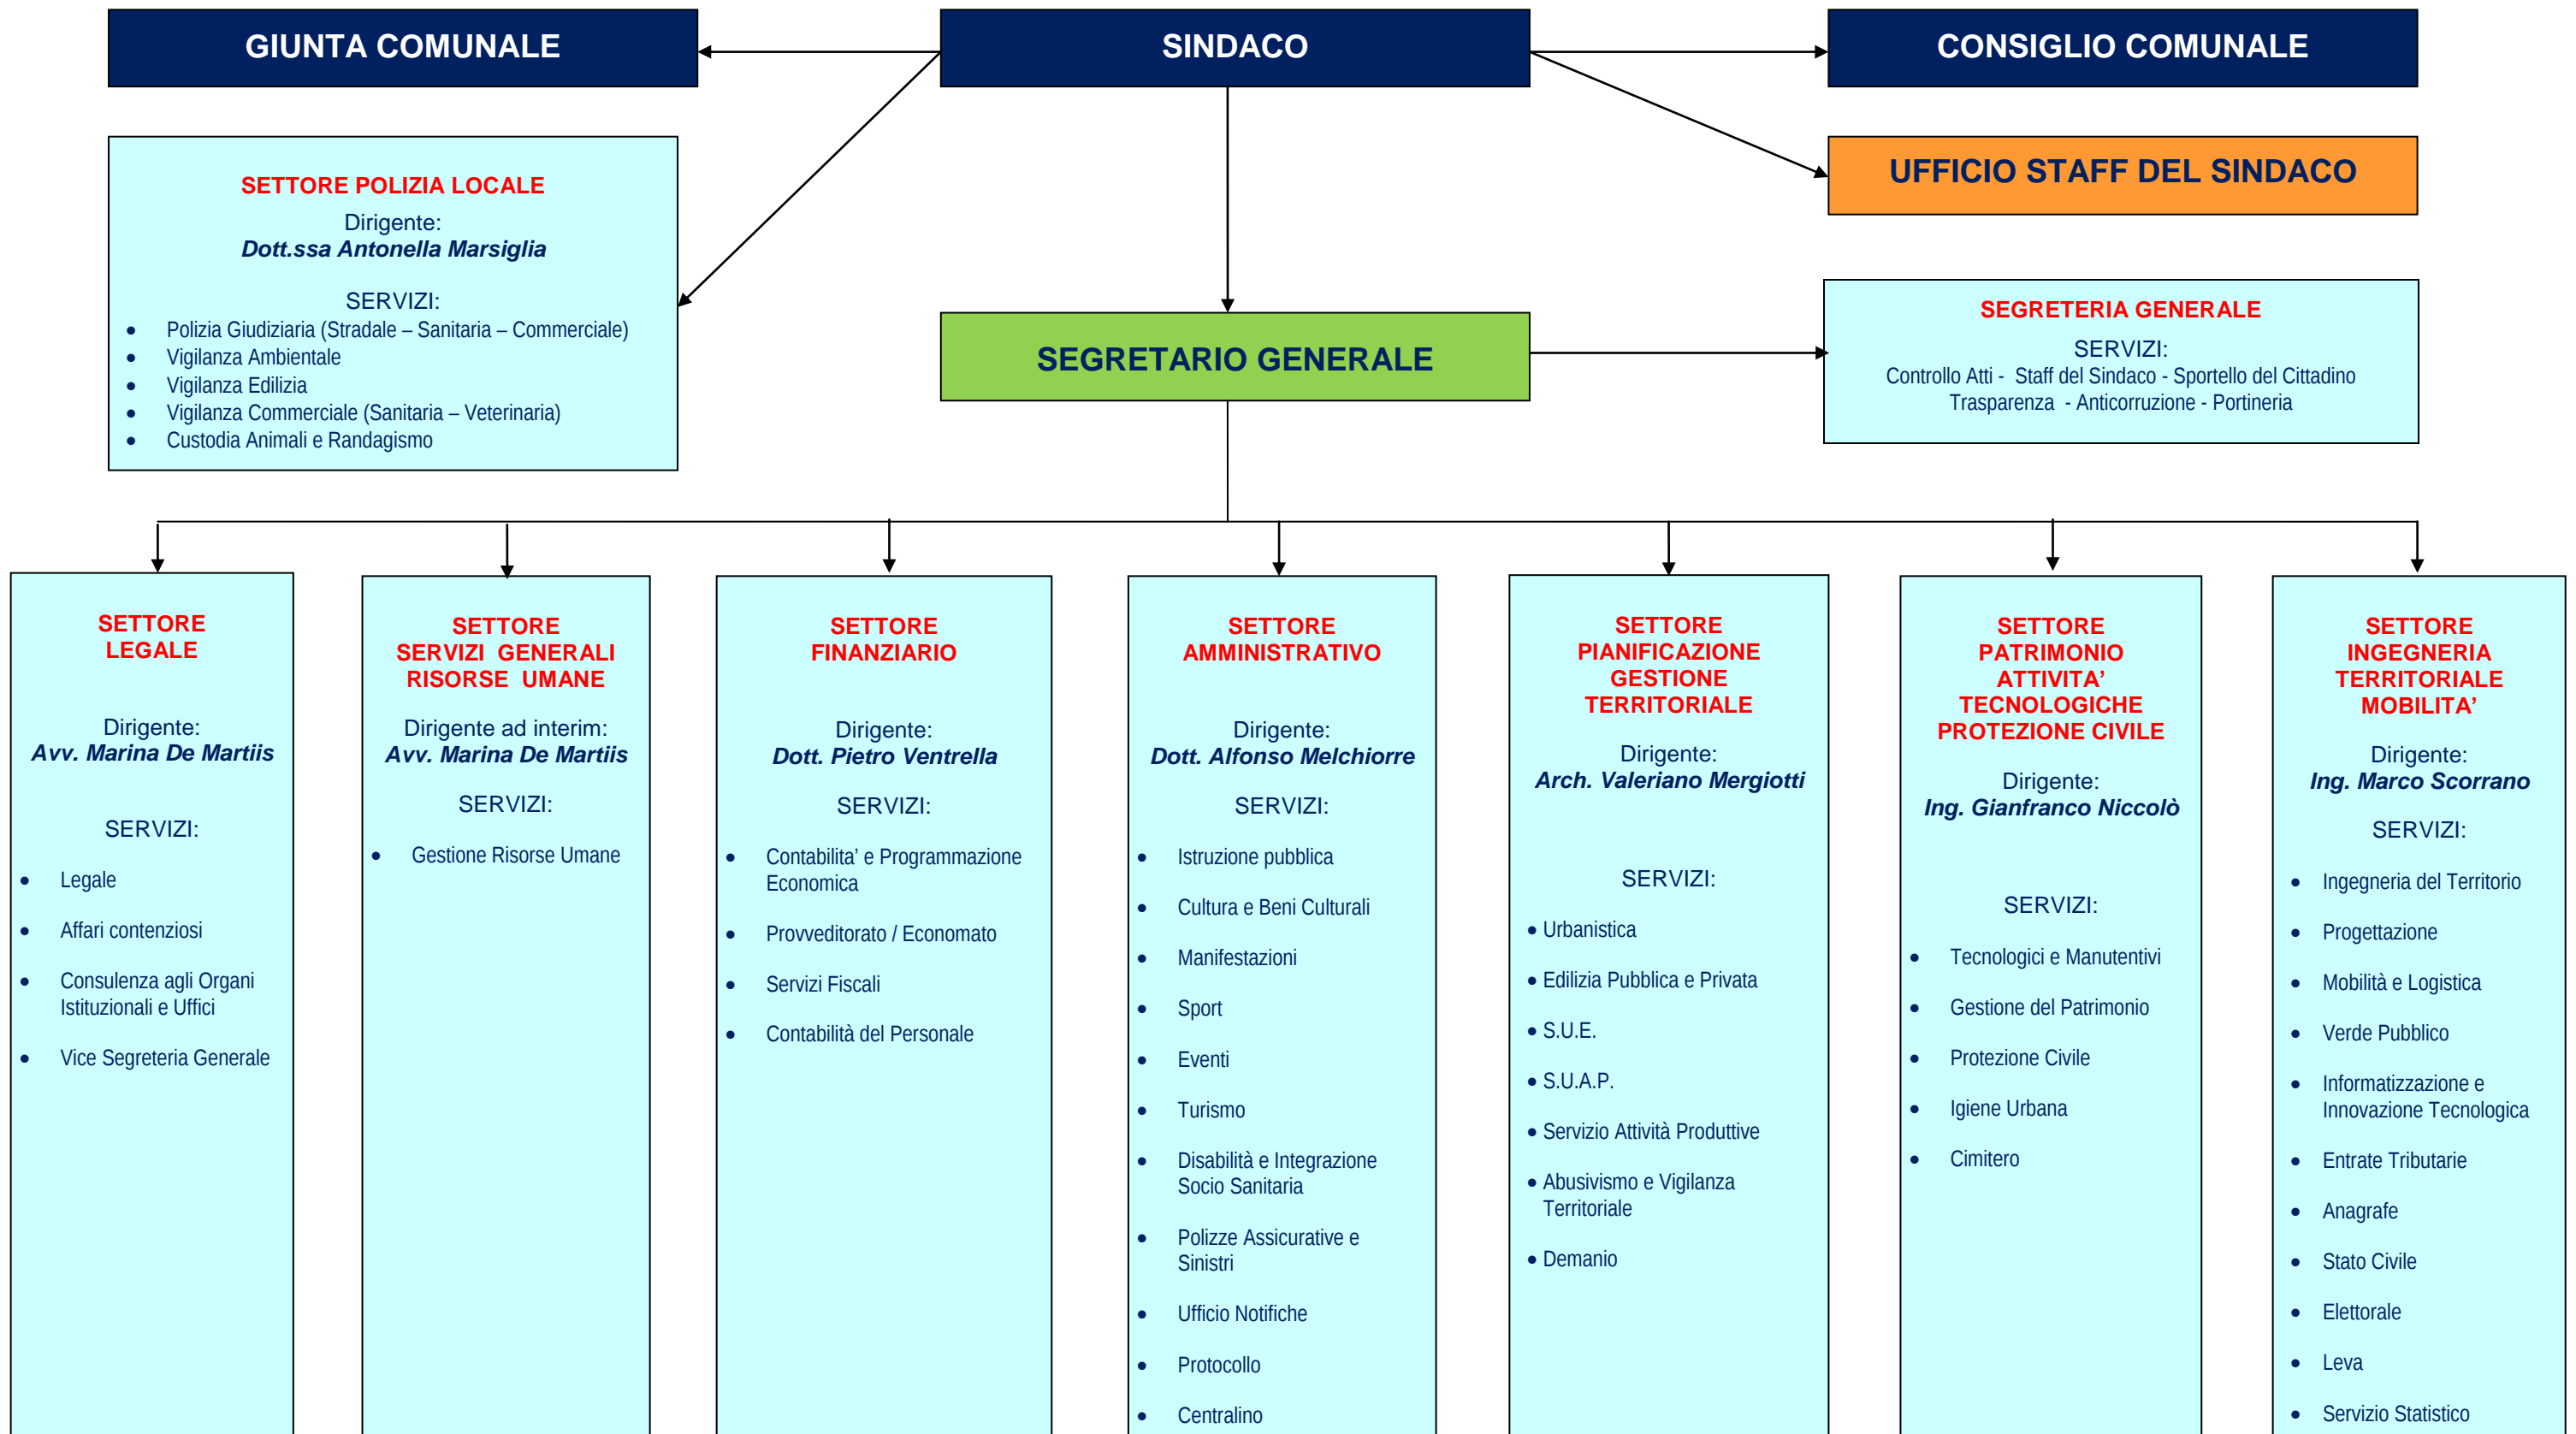 GIUNTA COMUNALE
SINDACO
CONSIGLIO COMUNALE
UFFICIO STAFF DEL SINDACO
SETTORE POLIZIA LOCALE
Dirigente:
Dott.ssa Antonella Marsiglia
SERVIZI:
• Polizia Giudiziaria (Stradale – Sanitaria – Commerciale)
• Vigilanza Ambientale
• Vigilanza Edilizia
• Vigilanza Commerciale (Sanitaria – Veterinaria)
• Custodia Animali e Randagismo
SEGRETARIO GENERALE
SEGRETERIA GENERALE
SERVIZI:
Controllo Atti - Staff del Sindaco - Sportello del Cittadino
Trasparenza - Anticorruzione - Portineria
SETTORE
LEGALE
Dirigente:
Avv. Marina De Martiis
SERVIZI:
• Legale
• Affari contenziosi
• Consulenza agli Organi
Istituzionali e Uffici
• Vice Segreteria Generale
SETTORE
SERVIZI GENERALI
RISORSE UMANE
Dirigente ad interim:
Avv. Marina De Martiis
SERVIZI:
• Gestione Risorse Umane
SETTORE
FINANZIARIO
Dirigente:
Dott. Pietro Ventrella
SERVIZI:
• Contabilita’ e Programmazione
Economica
• Provveditorato / Economato
• Servizi Fiscali
• Contabilità del Personale
SETTORE
AMMINISTRATIVO
Dirigente:
Dott. Alfonso Melchiorre
SERVIZI:
• Istruzione pubblica
• Cultura e Beni Culturali
• Manifestazioni
• Sport
• Eventi
• Turismo
• Disabilità e Integrazione
Socio Sanitaria
• Polizze Assicurative e
Sinistri
• Ufficio Notifiche
• Protocollo
• Centralino
SETTORE
PIANIFICAZIONE
GESTIONE
TERRITORIALE
Dirigente:
Arch. Valeriano Mergiotti
SERVIZI:
• Urbanistica
• Edilizia Pubblica e Privata
• S.U.E.
• S.U.A.P.
• Servizio Attività Produttive
• Abusivismo e Vigilanza
Territoriale
• Demanio
SETTORE
PATRIMONIO
ATTIVITA’
TECNOLOGICHE
PROTEZIONE CIVILE
Dirigente:
Ing. Gianfranco Niccolò
SERVIZI:
• Tecnologici e Manutentivi
• Gestione del Patrimonio
• Protezione Civile
• Igiene Urbana
• Cimitero
SETTORE
INGEGNERIA
TERRITORIALE
MOBILITA’
Dirigente:
Ing. Marco Scorrano
SERVIZI:
• Ingegneria del Territorio
• Progettazione
• Mobilità e Logistica
• Verde Pubblico
• Informatizzazione e
Innovazione Tecnologica
• Entrate Tributarie
• Anagrafe
• Stato Civile
• Elettorale
• Leva
• Servizio Statistico